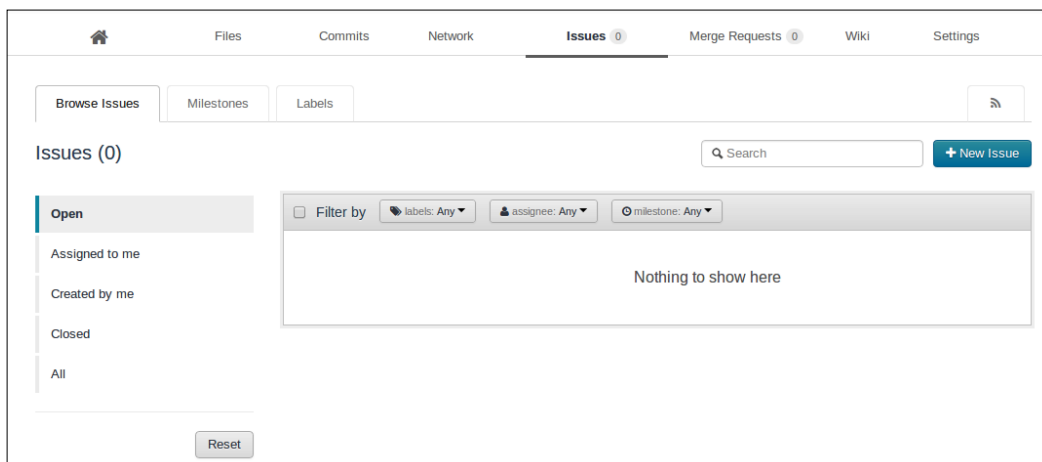 Files Commits Network Issues 0 Merge Requests 0 Wiki Settings
Browse Issues Milestones Labels
Issues (0) Search + New Issue
Open
Filter by labels: Any assignee: Any milestone: Any
Assigned to me
Nothing to show here
Created by me
Closed
All
Reset